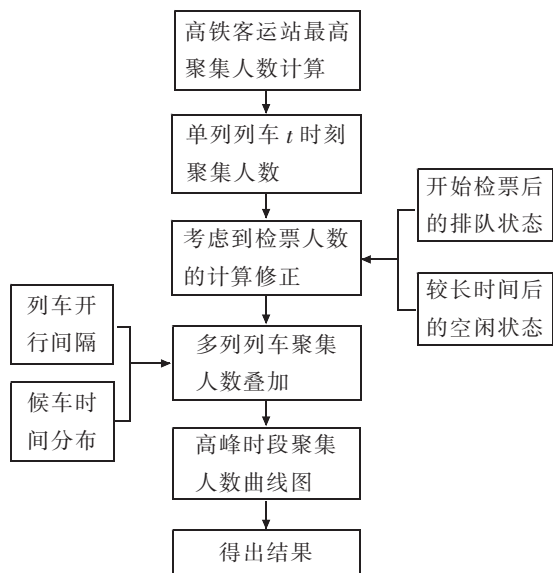 高铁客运站最高
聚集人数计算
单列列车 t 时刻
聚集人数
开始检票后
的排队状态
考虑到检票人数
的计算修正
较长时间后
的空闲状态
列车开
行间隔
多列列车聚集
人数叠加
候车时
间分布
高峰时段聚集
人数曲线图
得出结果